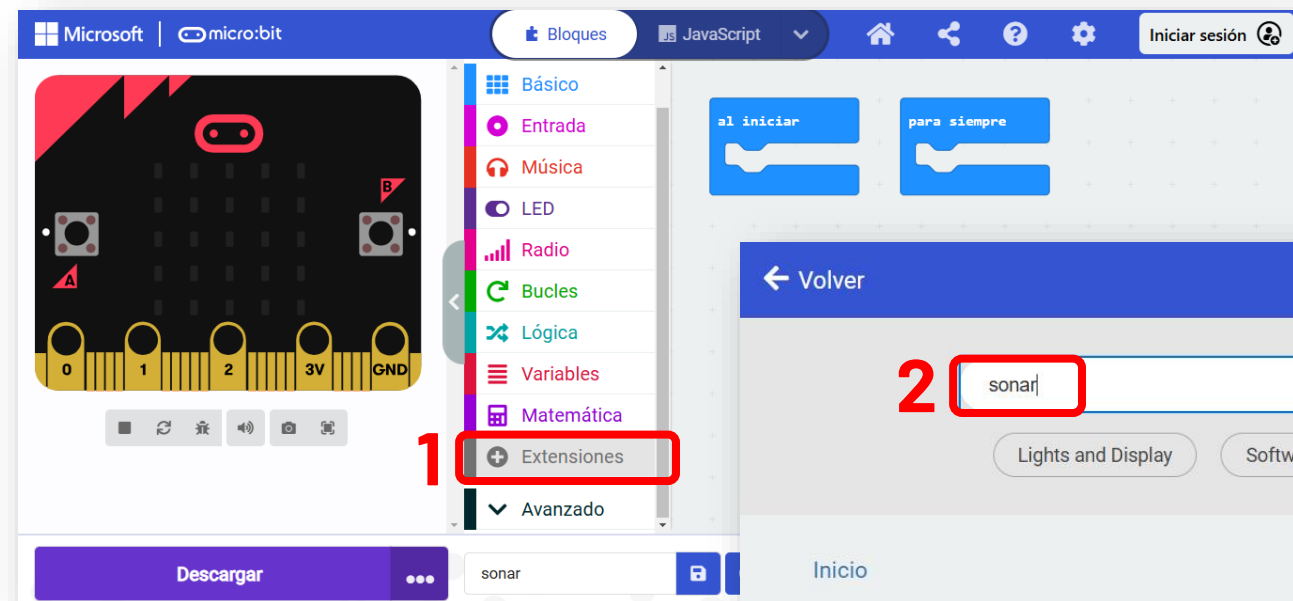 Microsoft micro:bit Bloques JavaScript Iniciar sesión
Básico
Entrada
Música
LED
Radio
Bucles
Lógica
Variables
Matemática
Extensiones
Avanzado
al iniciar
para siempre
B
A
0 1 2 3V GND
1
Volver
2
sonar
Lights and Display
Softw
Inicio
Descargar
sonar